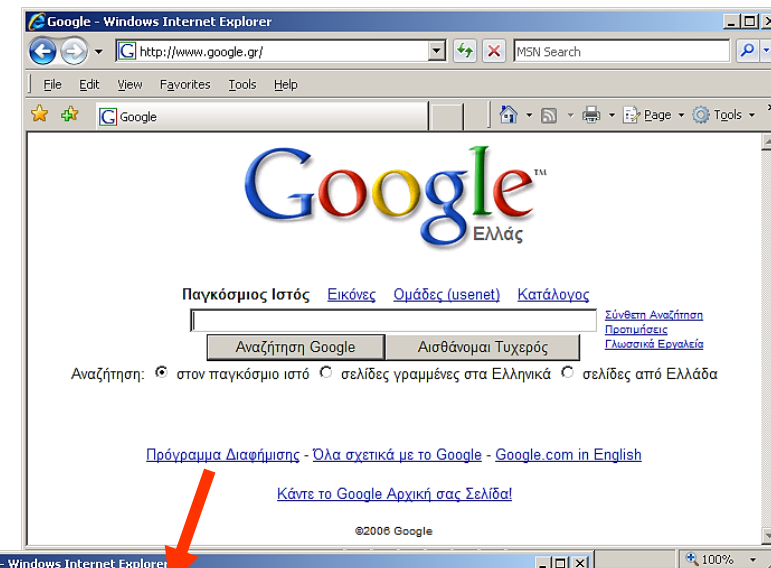 Google - Windows Internet Explorer
http://www.google.gr/
MSN Search
File Edit View Favorites Tools Help
Google
Page
Tools
Google™
Ελλάς
Παγκόσμιος Ιστός Εικόνες Ομάδες (usenet) Κατάλογος
Σύνθετη Αναζήτηση
Προτιμήσεις
Γλωσσικά Εργαλεία
Αναζήτηση Google
Αισθάνομαι Τυχερός
Αναζήτηση: στον παγκόσμιο ιστό σελίδες γραμμένες στα Ελληνικά σελίδες από Ελλάδα
Πρόγραμμα Διαφήμισης - Όλα σχετικά με το Google - Google.com in English
Κάντε το Google Αρχική σας Σελίδα!
©2006 Google
- Windows Internet Explorer
100%